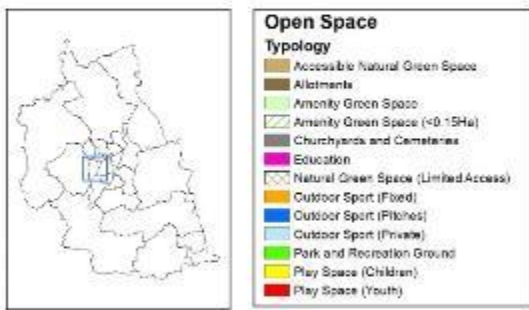 Open Space
Typology
Accessible Natural Green Space
Allotments
Amenity Green Space
Amenity Green Space (<0.15Ha)
Churchyards and Cemeteries
Education
Natural Green Space (Limited Access)
Outdoor Sport (Fixed)
Outdoor Sport (Pitches)
Outdoor Sport (Private)
Park and Recreation Ground
Play Space (Children)
Play Space (Youth)